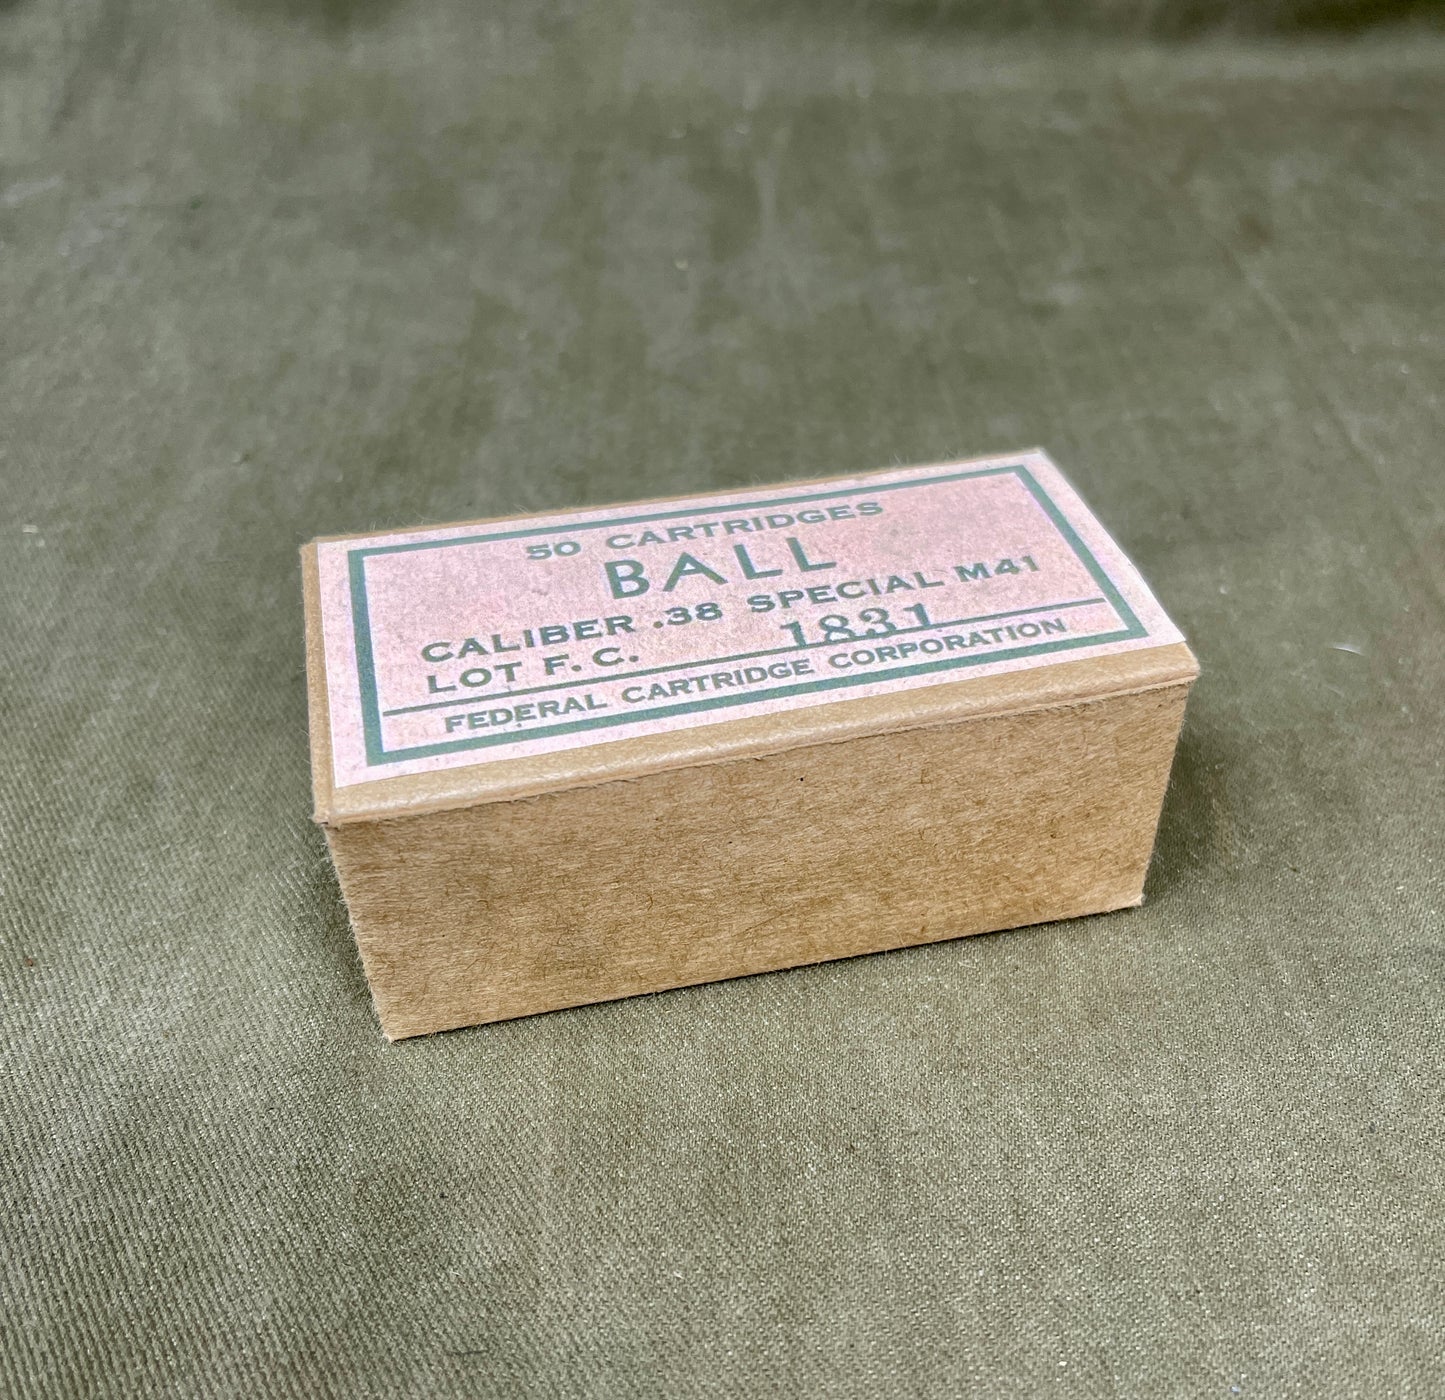 50 CARTRIDGES
BALL
CALIBER .38 SPECIAL M41
LOT F. C. 1831
FEDERAL CARTRIDGE CORPORATION